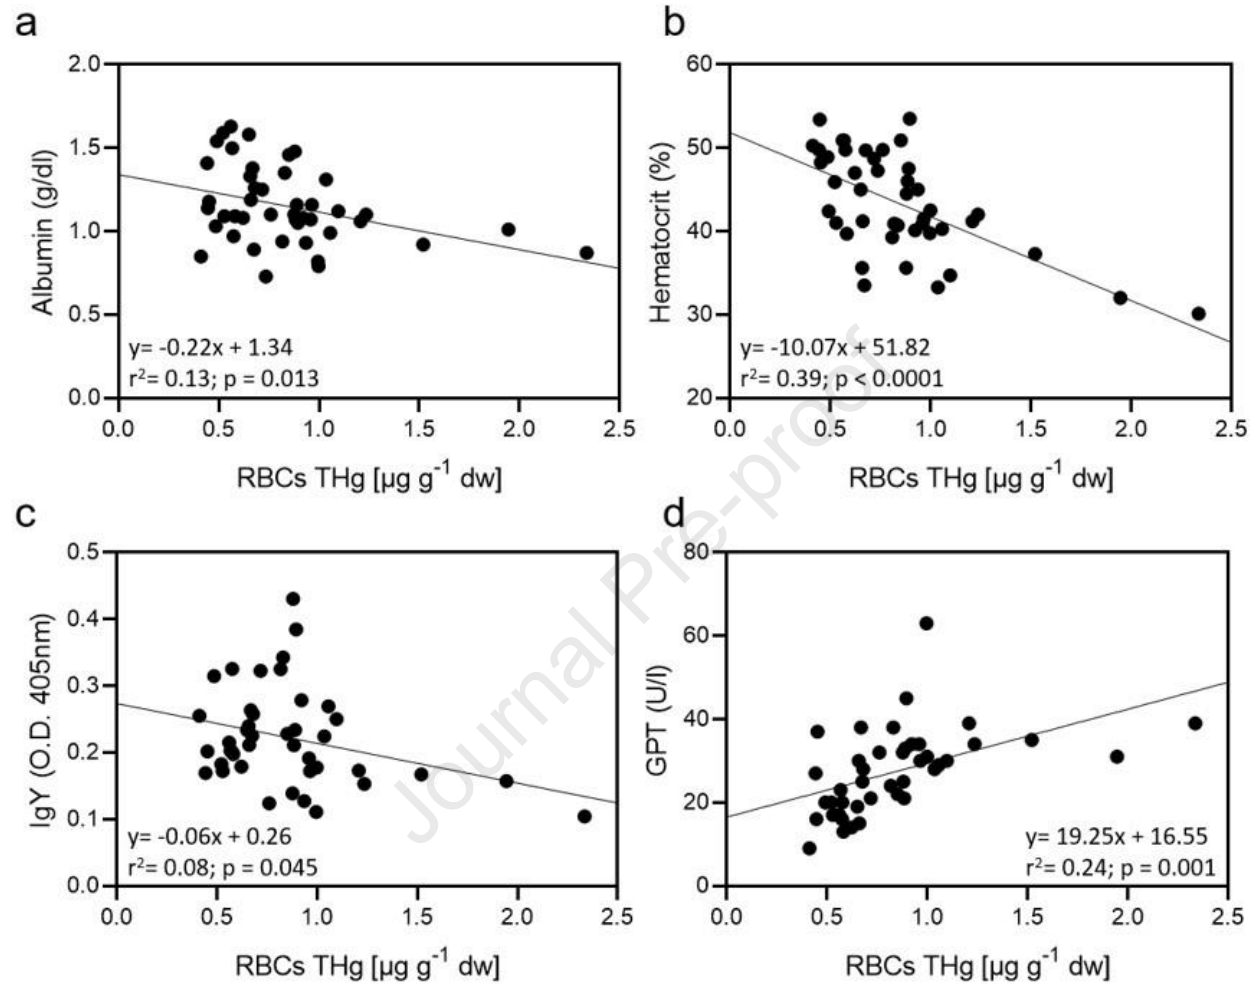 a
Albumin (g/dl)
2.0
1.5
1.0
0.5
0.0
y= -0.22x + 1.34
r²= 0.13; p = 0.013
0.0 0.5 1.0 1.5 2.0 2.5
RBCs THg [µg g⁻¹ dw]
b
Hematocrit (%)
60
50
40
30
20
y= -10.07x + 51.82
r²= 0.39; p < 0.0001
0.0 0.5 1.0 1.5 2.0 2.5
RBCs THg [µg g⁻¹ dw]
c
IgY (O.D. 405nm)
0.5
0.4
0.3
0.2
0.1
0.0
y= -0.06x + 0.26
r²= 0.08; p = 0.045
0.0 0.5 1.0 1.5 2.0 2.5
RBCs THg [µg g⁻¹ dw]
d
GPT (U/l)
80
60
40
20
0
y= 19.25x + 16.55
r²= 0.24; p = 0.001
0.0 0.5 1.0 1.5 2.0 2.5
RBCs THg [µg g⁻¹ dw]
Journal Pre-proof